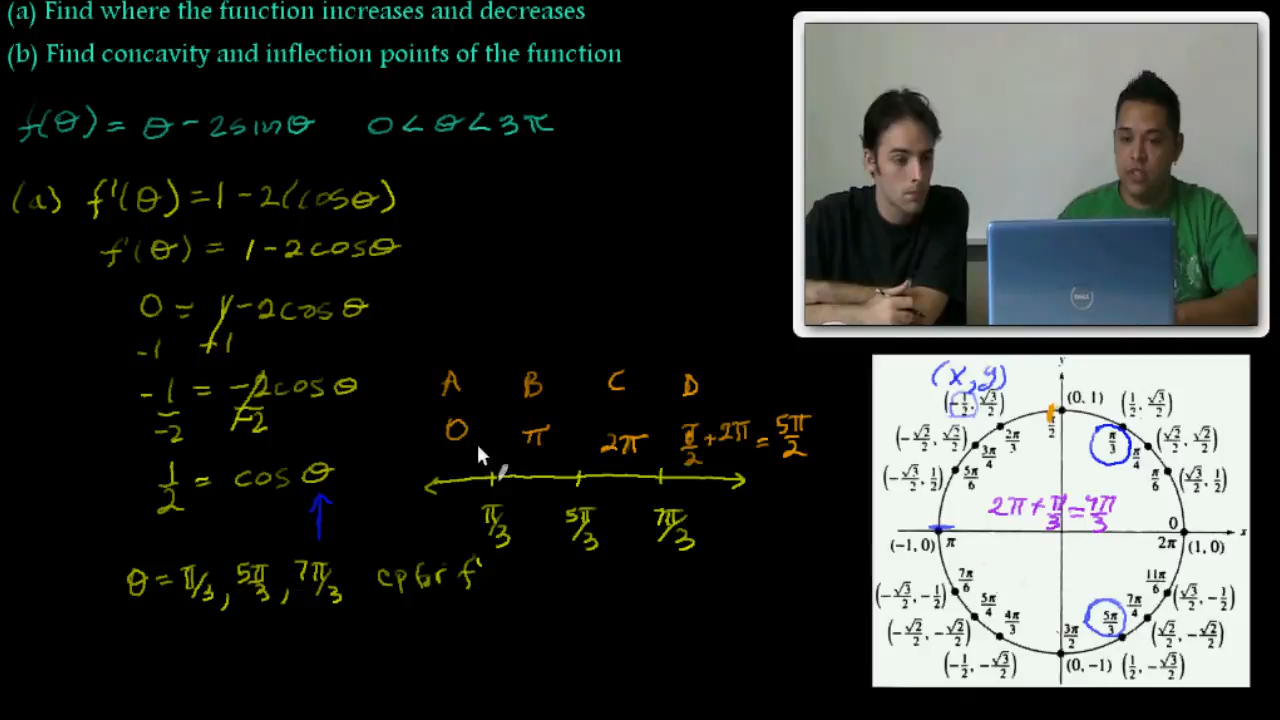 (a) Find where the function increases and decreases
(b) Find concavity and inflection points of the function
f(θ) = θ - 2sinθ 0 < θ < 3π
(a) f'(θ) = 1 - 2(cosθ)
f'(θ) = 1 - 2cosθ
0 = 1 - 2cosθ
-1 +1
-1/-2 = -2cosθ/-2
1/2 = cos θ
θ = π/3, 5π/3, 7π/3 cp for f'
A B C D
0 π 2π π/2 + 2π = 5π/2
π/3 5π/3 7π/3
DELL
(x, y)
y
(0, 1)
(-1/2, √3/2) (1/2, √3/2)
π/2
(-√2/2, √2/2) 2π/3 π/3 (√2/2, √2/2)
3π/4 π/4
(-√3/2, 1/2) 5π/6 π/6 (√3/2, 1/2)
2π + π/3 = 7π/3
0 x
(-1, 0) π 2π (1, 0)
7π/6 11π/6
(-√3/2, -1/2) (√3/2, -1/2)
5π/4 7π/4
(-√2/2, -√2/2) 4π/3 3π/2 5π/3 (√2/2, -√2/2)
(-1/2, -√3/2) (0, -1) (1/2, -√3/2)